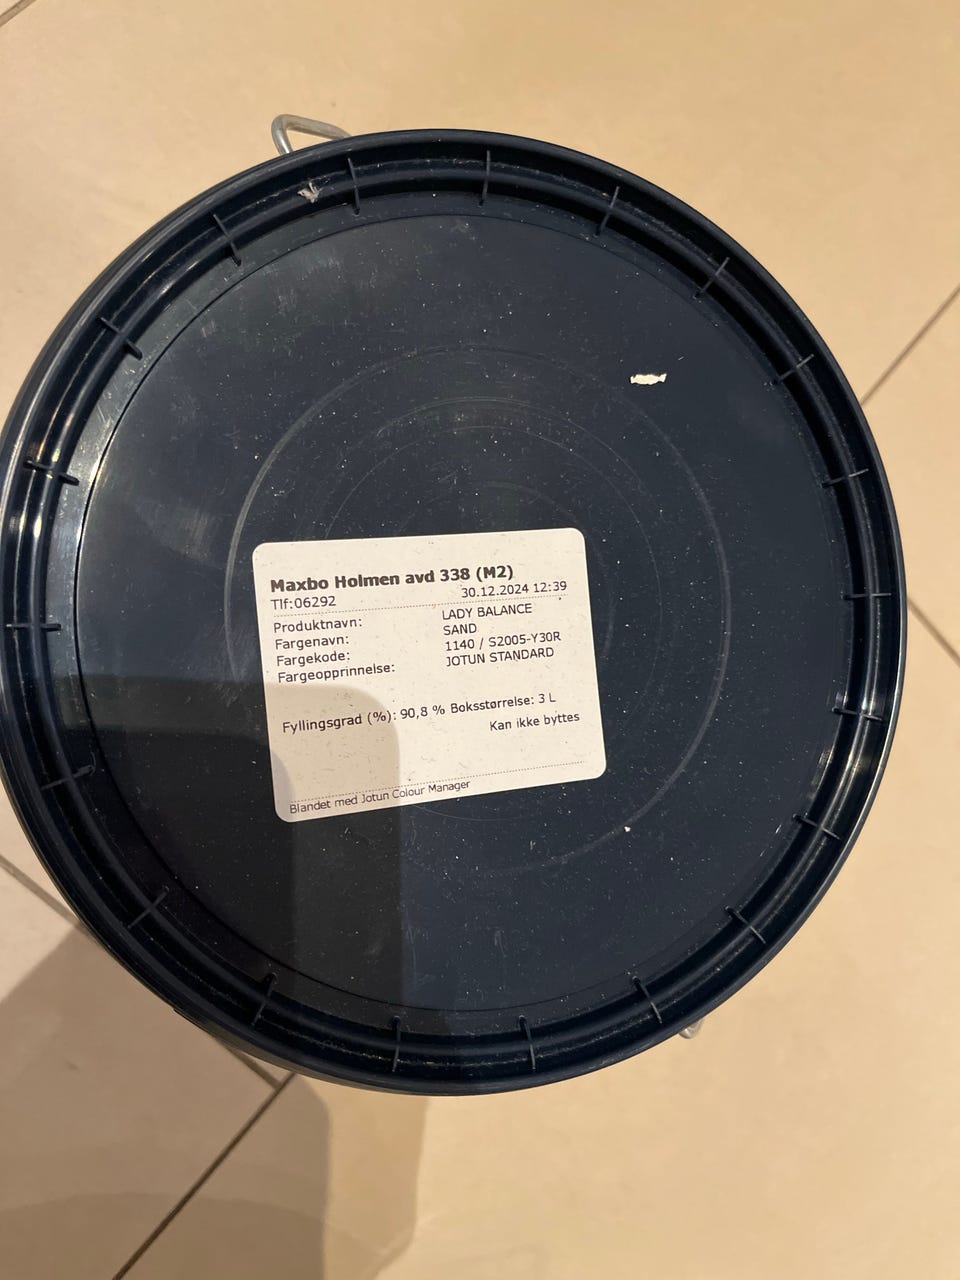 Maxbo Holmen avd 338 (M2)
Tlf:06292 30.12.2024 12:39
Produktnavn: LADY BALANCE
Fargenavn: SAND
Fargekode: 1140 / S2005-Y30R
Fargeopprinnelse: JOTUN STANDARD
Fyllingsgrad (%): 90,8 % Boksstørrelse: 3 L
Kan ikke byttes
Blandet med Jotun Colour Manager